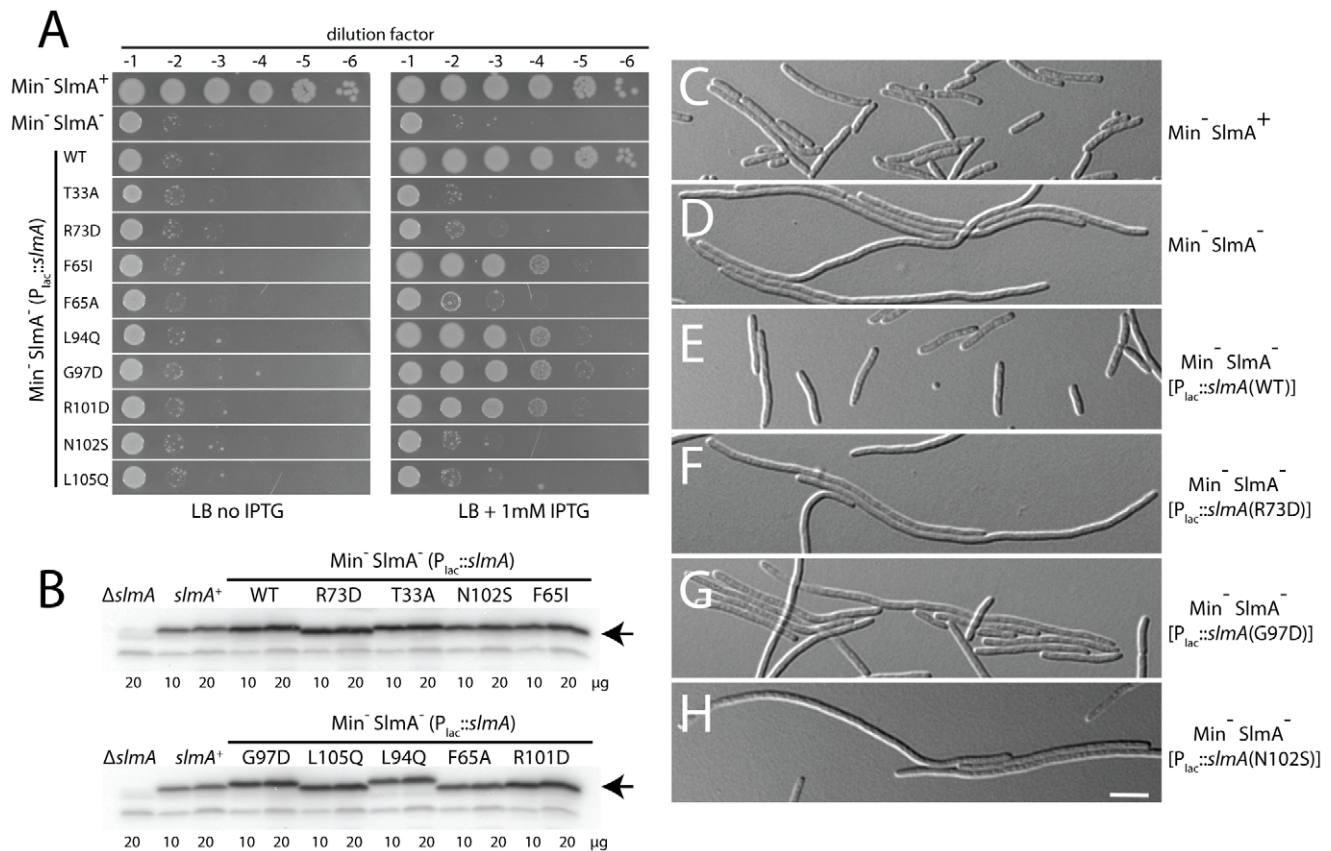 A
dilution factor
-1 -2 -3 -4 -5 -6 -1 -2 -3 -4 -5 -6
Min⁻ SlmA⁺
Min⁻ SlmA⁻
Min⁻ SlmA⁻ (Plac::slmA)
WT
T33A
R73D
F65I
F65A
L94Q
G97D
R101D
N102S
L105Q
LB no IPTG LB + 1mM IPTG
B
Min⁻ SlmA⁻ (Plac::slmA)
ΔslmA slmA⁺ WT R73D T33A N102S F65I
20 10 20 10 20 10 20 10 20 10 20 10 20 μg
Min⁻ SlmA⁻ (Plac::slmA)
ΔslmA slmA⁺ G97D L105Q L94Q F65A R101D
20 10 20 10 20 10 20 10 20 10 20 10 20 μg
C
Min⁻ SlmA⁺
D
Min⁻ SlmA⁻
E
Min⁻ SlmA⁻
[Plac::slmA(WT)]
F
Min⁻ SlmA⁻
[Plac::slmA(R73D)]
G
Min⁻ SlmA⁻
[Plac::slmA(G97D)]
H
Min⁻ SlmA⁻
[Plac::slmA(N102S)]